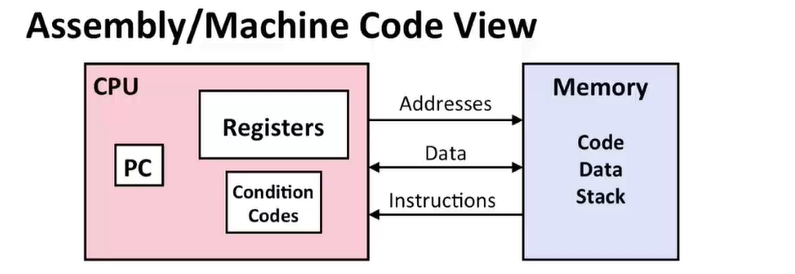 Assembly/Machine Code View
CPU
Registers
PC
Condition
Codes
Addresses
Data
Instructions
Memory
Code
Data
Stack